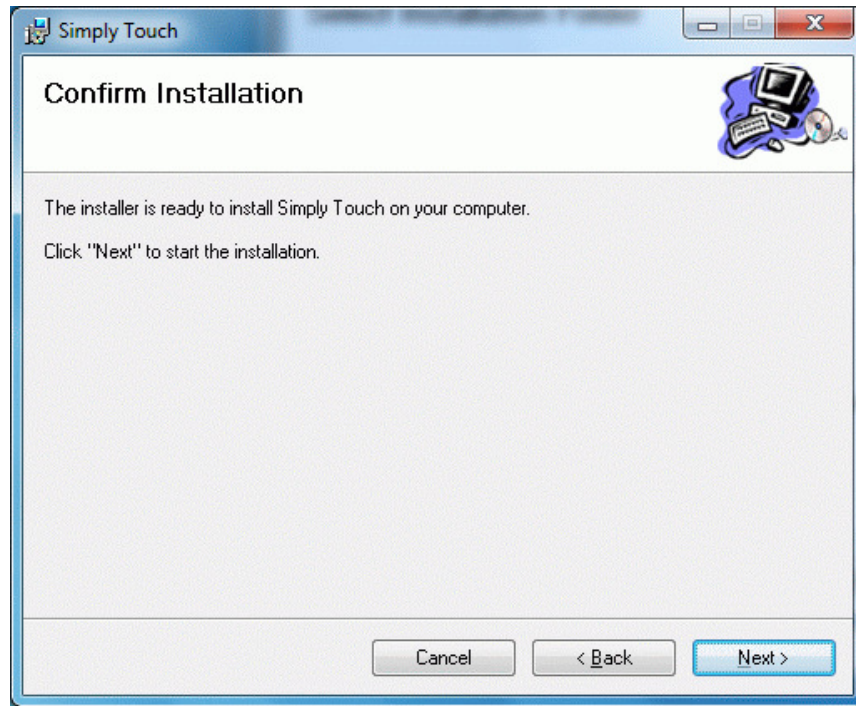 Simply Touch
Confirm Installation
The installer is ready to install Simply Touch on your computer.
Click "Next" to start the installation.
Cancel
< Back
Next >